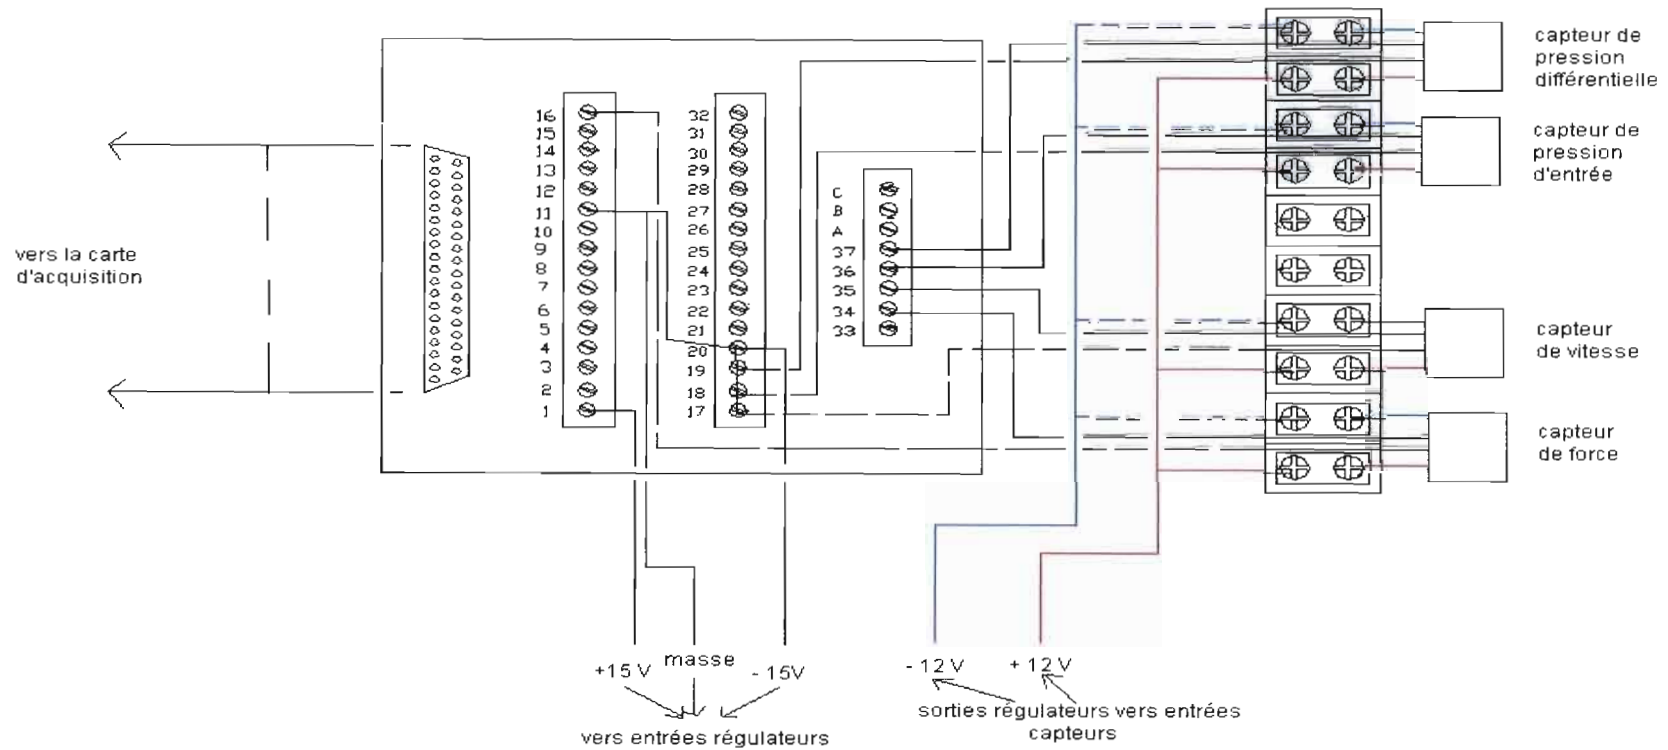 capteur de
pression
différentielle
capteur de
pression
d'entrée
capteur
de vitesse
capteur
de force
vers la carte
d'acquisition
16
15
14
13
12
11
10
9
8
7
6
5
4
3
2
1
32
31
30
29
28
27
26
25
24
23
22
21
20
19
18
17
C
B
A
37
36
35
34
33
+15 V
masse
- 15V
- 12 V
+ 12 V
vers entrées régulateurs
sorties régulateurs vers entrées
capteurs